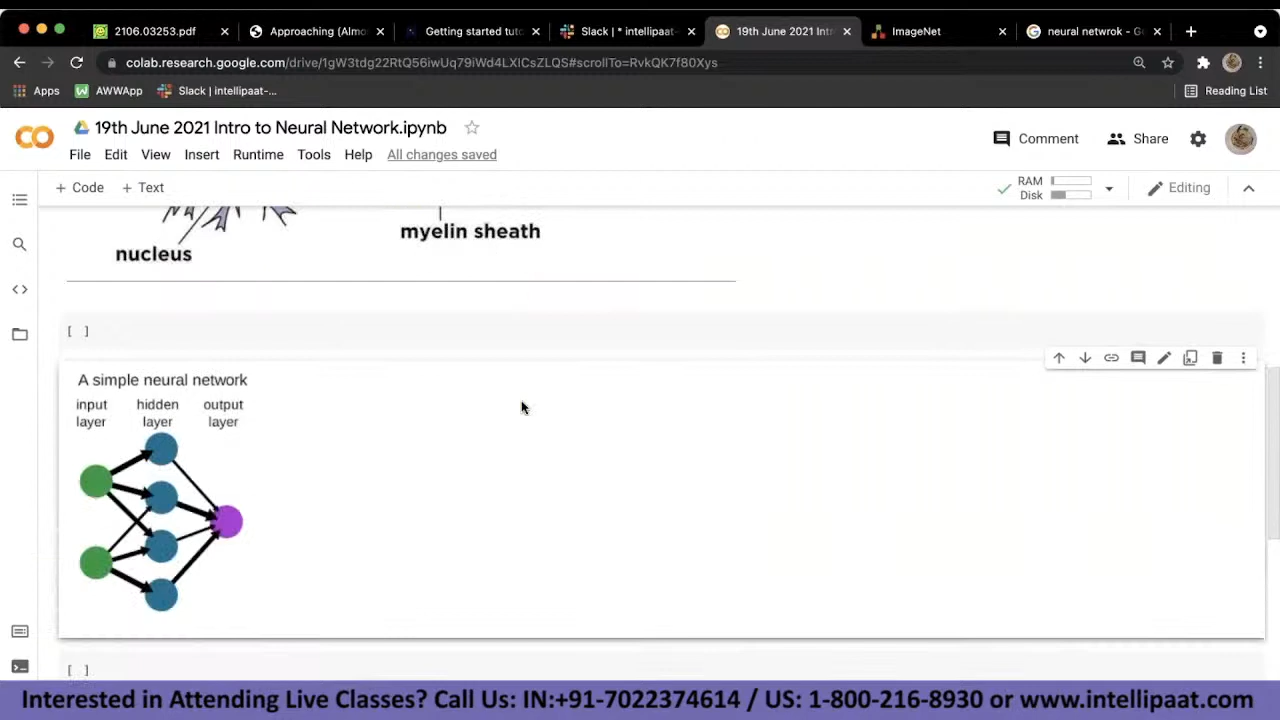 2106.03253.pdf
Approaching (Almo
Getting started tuto
Slack | * intellipaat-
19th June 2021 Intr
ImageNet
neural netwrok - G
colab.research.google.com/drive/1gW3tdg22RtQ56iwUq79iWd4LXICsZLQS#scrollTo=RvkQK7f80Xys
Apps
AWWApp
Slack | intellipaat-...
Reading List
19th June 2021 Intro to Neural Network.ipynb
Comment
Share
File Edit View Insert Runtime Tools Help All changes saved
+ Code + Text
RAM
Disk
Editing
myelin sheath
nucleus
[ ]
A simple neural network
input hidden output
layer layer layer
[ ]
Interested in Attending Live Classes? Call Us: IN:+91-7022374614 / US: 1-800-216-8930 or www.intellipaat.com